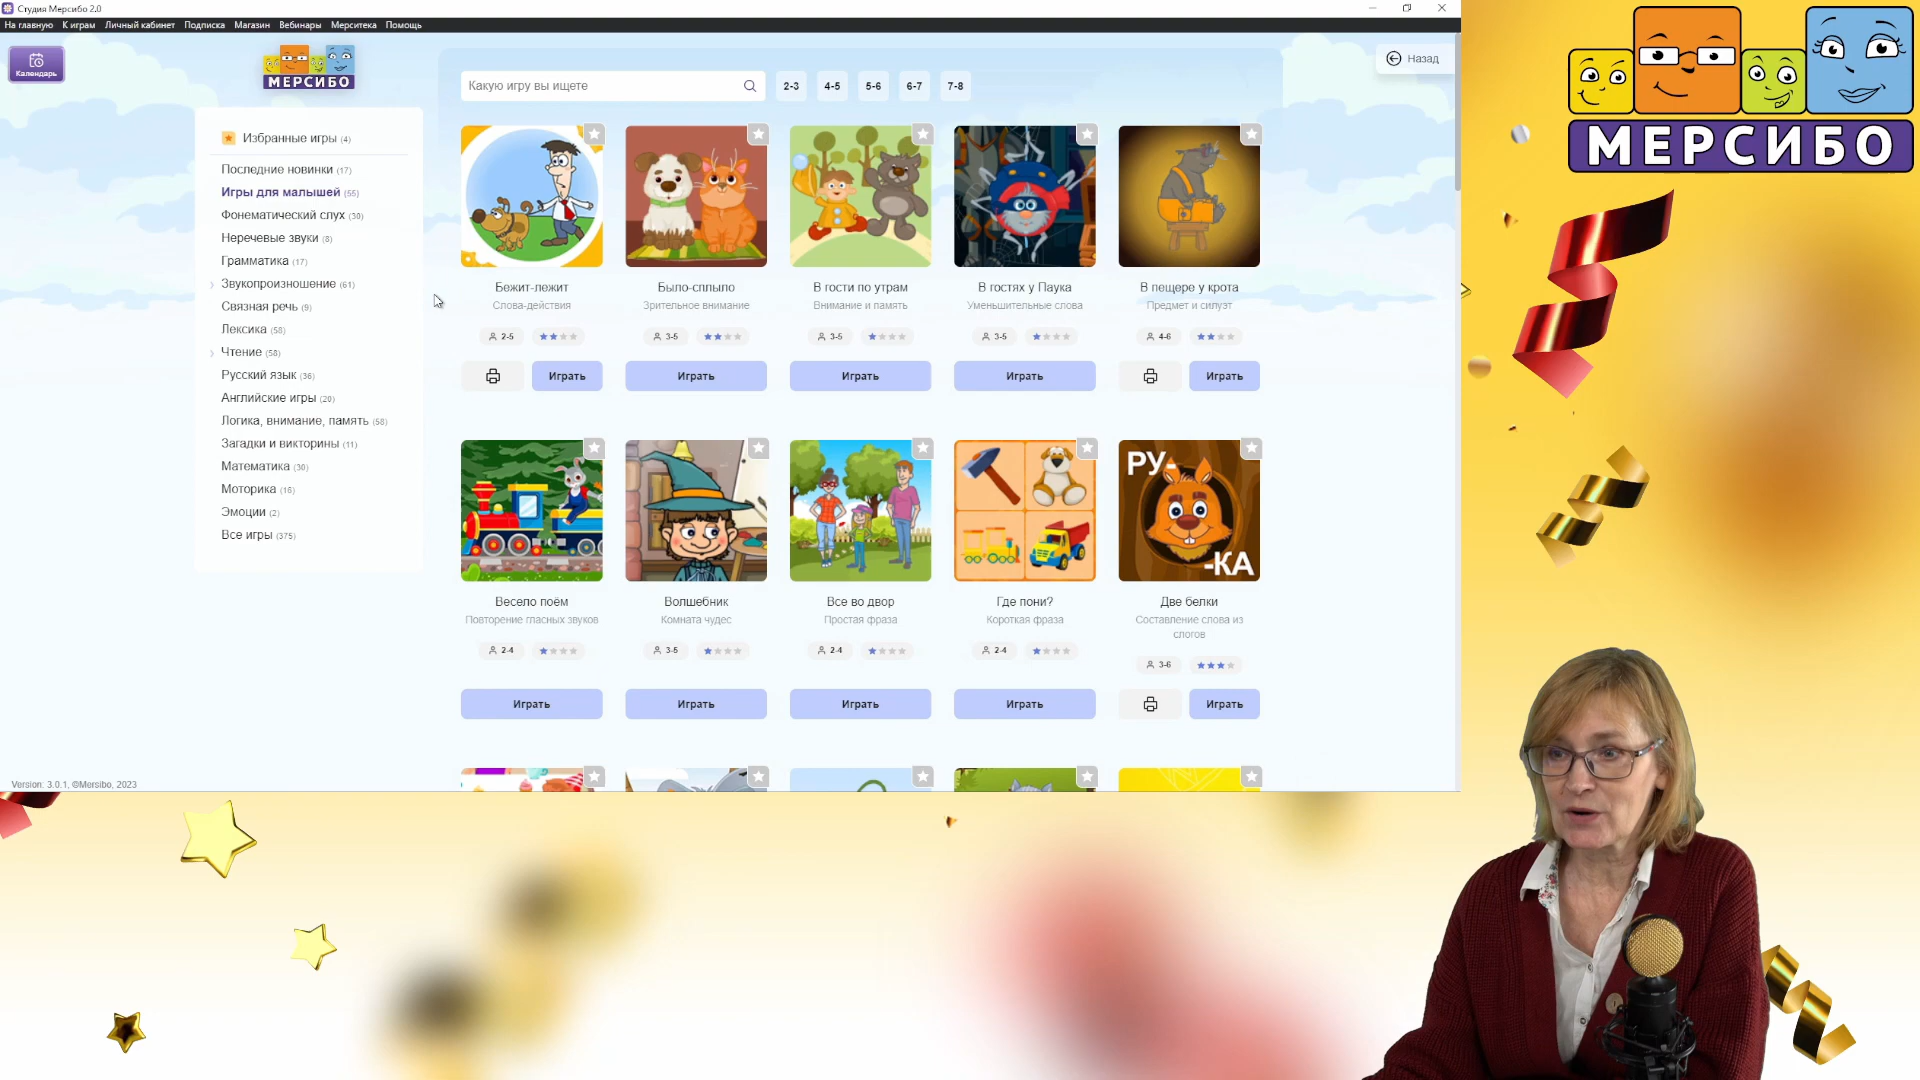 Студия Мерсибо 2.0
На главную К играм Личный кабинет Подписка Магазин Вебинары Мерситека Помощь
Календарь
МЕРСИБО
Какую игру вы ищете
2-3 4-5 5-6 6-7 7-8
Назад
МЕРСИБО
Избранные игры (4)
Последние новинки (17)
Игры для малышей (55)
Фонематический слух (30)
Неречевые звуки (8)
Грамматика (17)
Звукопроизношение (61)
Связная речь (9)
Лексика (58)
Чтение (58)
Русский язык (36)
Английские игры (20)
Логика, внимание, память (58)
Загадки и викторины (11)
Математика (30)
Моторика (16)
Эмоции (2)
Все игры (375)
Бежит-лежит
Слова-действия
2-5
Играть
Было-сплыло
Зрительное внимание
3-5
Играть
В гости по утрам
Внимание и память
3-5
Играть
В гостях у Паука
Уменьшительные слова
3-5
Играть
В пещере у крота
Предмет и силуэт
4-6
Играть
Весело поём
Повторение гласных звуков
2-4
Играть
Волшебник
Комната чудес
3-5
Играть
Все во двор
Простая фраза
2-4
Играть
Где пони?
Короткая фраза
2-4
Играть
РУ-
-КА
Две белки
Составление слова из
слогов
3-6
Играть
Version: 3.0.1, ©Mersibo, 2023